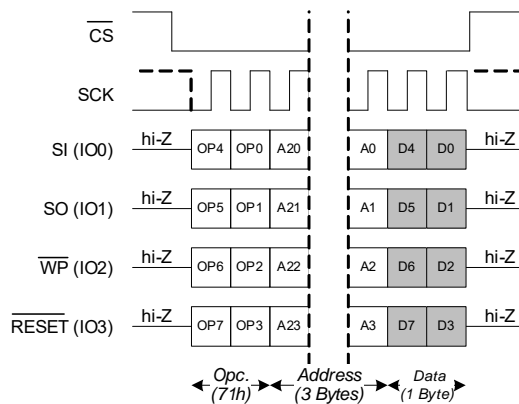 CS
SCK
hi-Z OP4 OP0 A20 A0 D4 D0 hi-Z
SI (IO0)
hi-Z OP5 OP1 A21 A1 D5 D1 hi-Z
SO (IO1)
hi-Z OP6 OP2 A22 A2 D6 D2 hi-Z
WP (IO2)
hi-Z OP7 OP3 A23 A3 D7 D3 hi-Z
RESET (IO3)
Opc. Address Data
(71h) (3 Bytes) (1 Byte)